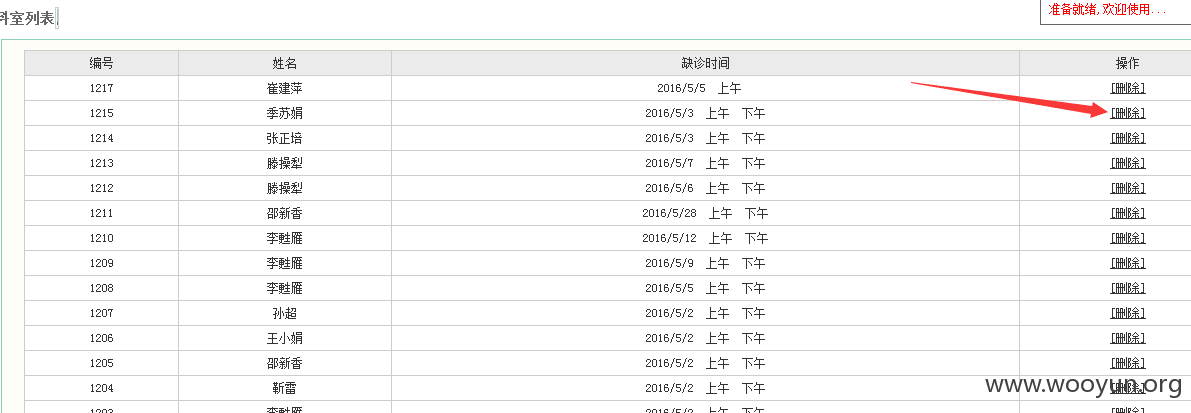 科室列表
准备就绪,欢迎使用...
编号 姓名 缺诊时间 操作
1217 崔建萍 2016/5/5 上午 [删除]
1215 季苏娟 2016/5/3 上午 下午 [删除]
1214 张正培 2016/5/3 上午 下午 [删除]
1213 滕操犁 2016/5/7 上午 下午 [删除]
1212 滕操犁 2016/5/6 上午 下午 [删除]
1211 邵新香 2016/5/28 上午 下午 [删除]
1210 李甦雁 2016/5/12 上午 下午 [删除]
1209 李甦雁 2016/5/9 上午 下午 [删除]
1208 李甦雁 2016/5/5 上午 下午 [删除]
1207 孙超 2016/5/2 上午 下午 [删除]
1206 王小娟 2016/5/2 上午 下午 [删除]
1205 邵新香 2016/5/2 上午 下午 [删除]
1204 靳雷 2016/5/2 上午 下午 [删除]
www.wooyun.org